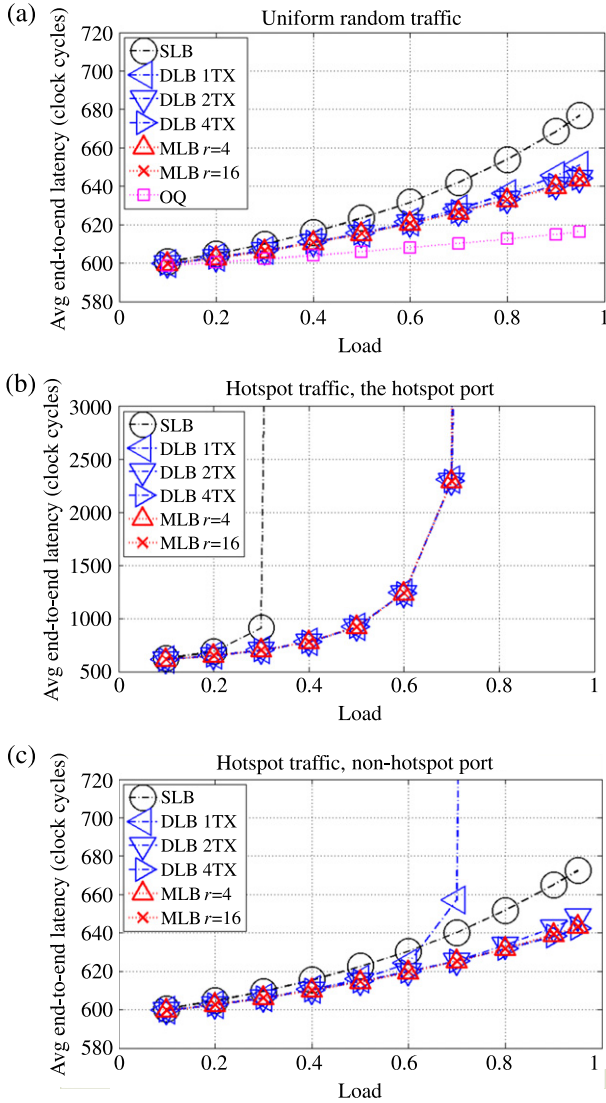 (a)
Uniform random traffic
Avg end-to-end latency (clock cycles)
720
700
680
660
640
620
600
580
SLB
DLB 1TX
DLB 2TX
DLB 4TX
MLB r=4
MLB r=16
OQ
0 0.2 0.4 0.6 0.8 1
Load
(b)
Hotspot traffic, the hotspot port
Avg end-to-end latency (clock cycles)
3000
2500
2000
1500
1000
500
SLB
DLB 1TX
DLB 2TX
DLB 4TX
MLB r=4
MLB r=16
0 0.2 0.4 0.6 0.8 1
Load
(c)
Hotspot traffic, non-hotspot port
Avg end-to-end latency (clock cycles)
720
700
680
660
640
620
600
580
SLB
DLB 1TX
DLB 2TX
DLB 4TX
MLB r=4
MLB r=16
0 0.2 0.4 0.6 0.8 1
Load